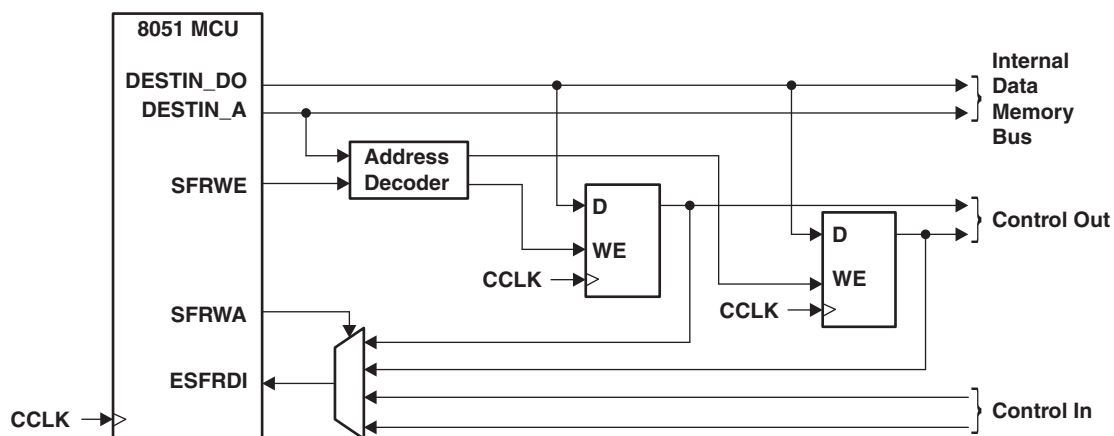 8051 MCU
DESTIN_DO
DESTIN_A
SFRWE
SFRWA
ESFRDI
CCLK
Address
Decoder
D
WE
CCLK
D
WE
CCLK
Internal
Data
Memory
Bus
Control Out
Control In